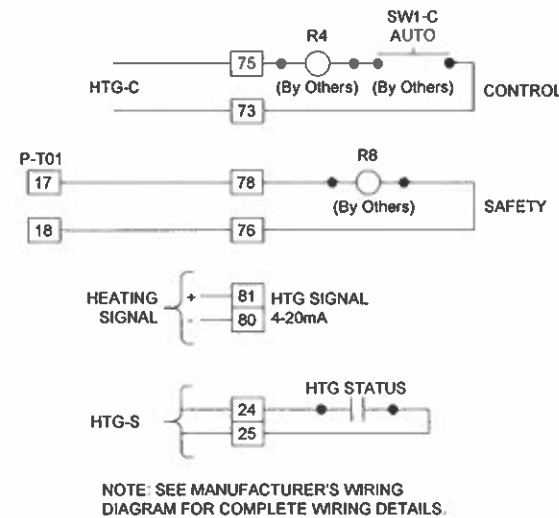 SW1-C
AUTO
R4
75
(By Others) (By Others)
HTG-C
CONTROL
73
P-T01
R8
17
78
(By Others)
SAFETY
18
76
HEATING
SIGNAL
+ 81 HTG SIGNAL
- 80 4-20mA
HTG STATUS
24
HTG-S
25
NOTE: SEE MANUFACTURER'S WIRING
DIAGRAM FOR COMPLETE WIRING DETAILS.